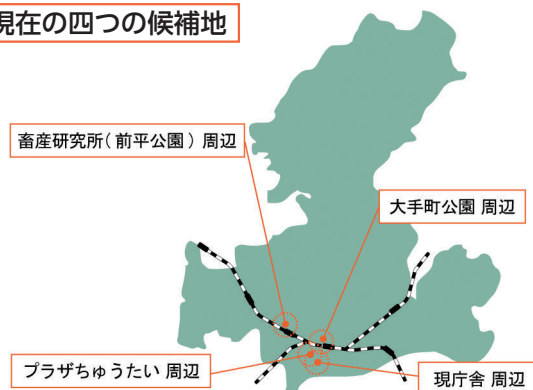 現在の四つの候補地
畜産研究所(前平公園)周辺
大手町公園 周辺
プラザちゅうたい 周辺
現庁舎 周辺